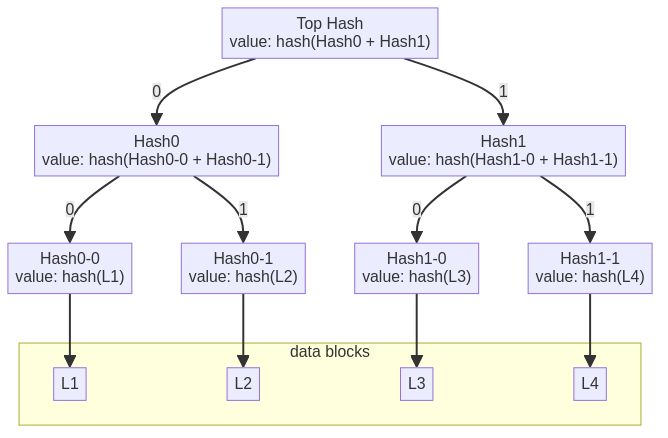 Top Hash
value: hash(Hash0 + Hash1)
0
1
Hash0
value: hash(Hash0-0 + Hash0-1)
Hash1
value: hash(Hash1-0 + Hash1-1)
0
1
0
1
Hash0-0
value: hash(L1)
Hash0-1
value: hash(L2)
Hash1-0
value: hash(L3)
Hash1-1
value: hash(L4)
data blocks
L1
L2
L3
L4